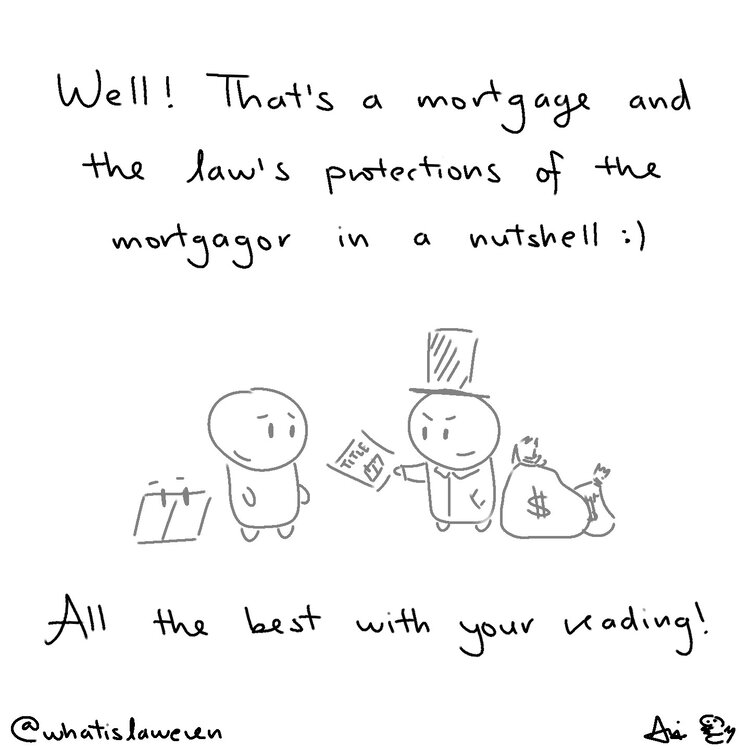 Well! That's a mortgage and
the law's protections of the
mortgagor in a nutshell :)
TITLE
$
All the best with your reading!
@whatislaweven